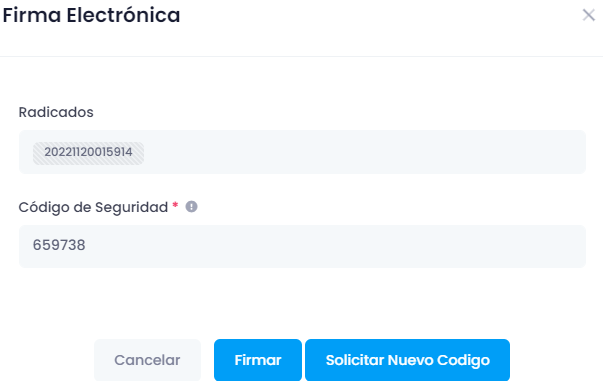 Firma Electrónica
Radicados
20221120015914
Código de Seguridad *
659738
Cancelar Firmar Solicitar Nuevo Codigo